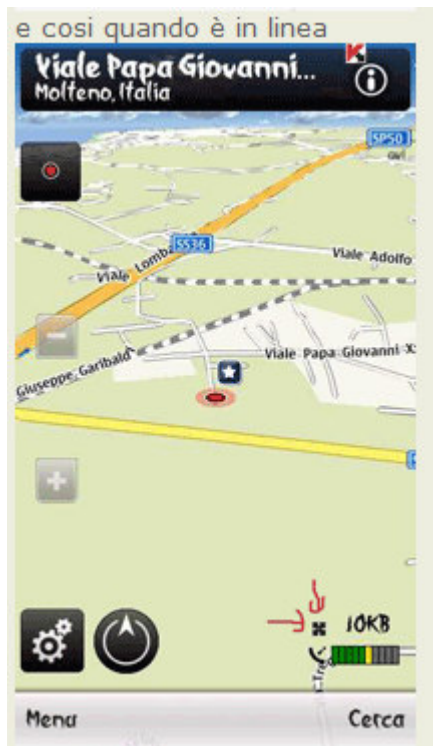 e cosi quando è in linea
Viale Papa Giovanni...
Molteno, Italia
SP50
SS36
Viale Lomba
Viale Adolfo
Viale Papa Giovanni X
Giuseppe Garibald
10KB
Menu
Cerca